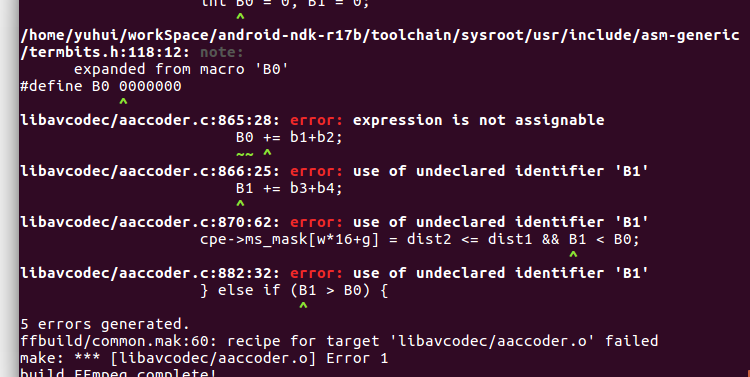 int B0 = 0, B1 = 0;
^
/home/yuhui/workSpace/android-ndk-r17b/toolchain/sysroot/usr/include/asm-generic
/termbits.h:118:12: note:
expanded from macro 'B0'
#define B0 0000000
^
libavcodec/aaccoder.c:865:28: error: expression is not assignable
B0 += b1+b2;
~~ ^
libavcodec/aaccoder.c:866:25: error: use of undeclared identifier 'B1'
B1 += b3+b4;
^
libavcodec/aaccoder.c:870:62: error: use of undeclared identifier 'B1'
cpe->ms_mask[w*16+g] = dist2 <= dist1 && B1 < B0;
^
libavcodec/aaccoder.c:882:32: error: use of undeclared identifier 'B1'
} else if (B1 > B0) {
^
5 errors generated.
ffbuild/common.mak:60: recipe for target 'libavcodec/aaccoder.o' failed
make: *** [libavcodec/aaccoder.o] Error 1
build FFmpeg complete!